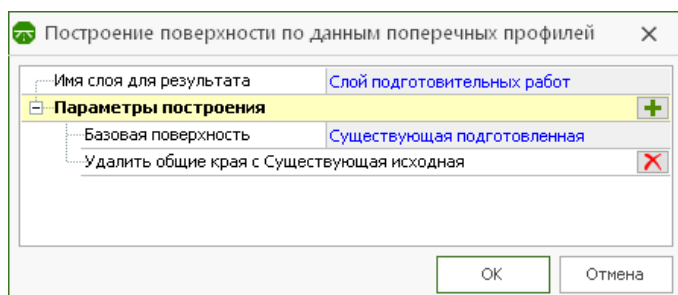 Построение поверхности по данным поперечных профилей
Имя слоя для результата Слой подготовительных работ
Параметры построения
Базовая поверхность Существующая подготовленная
Удалить общие края с Существующая исходная
ОК Отмена